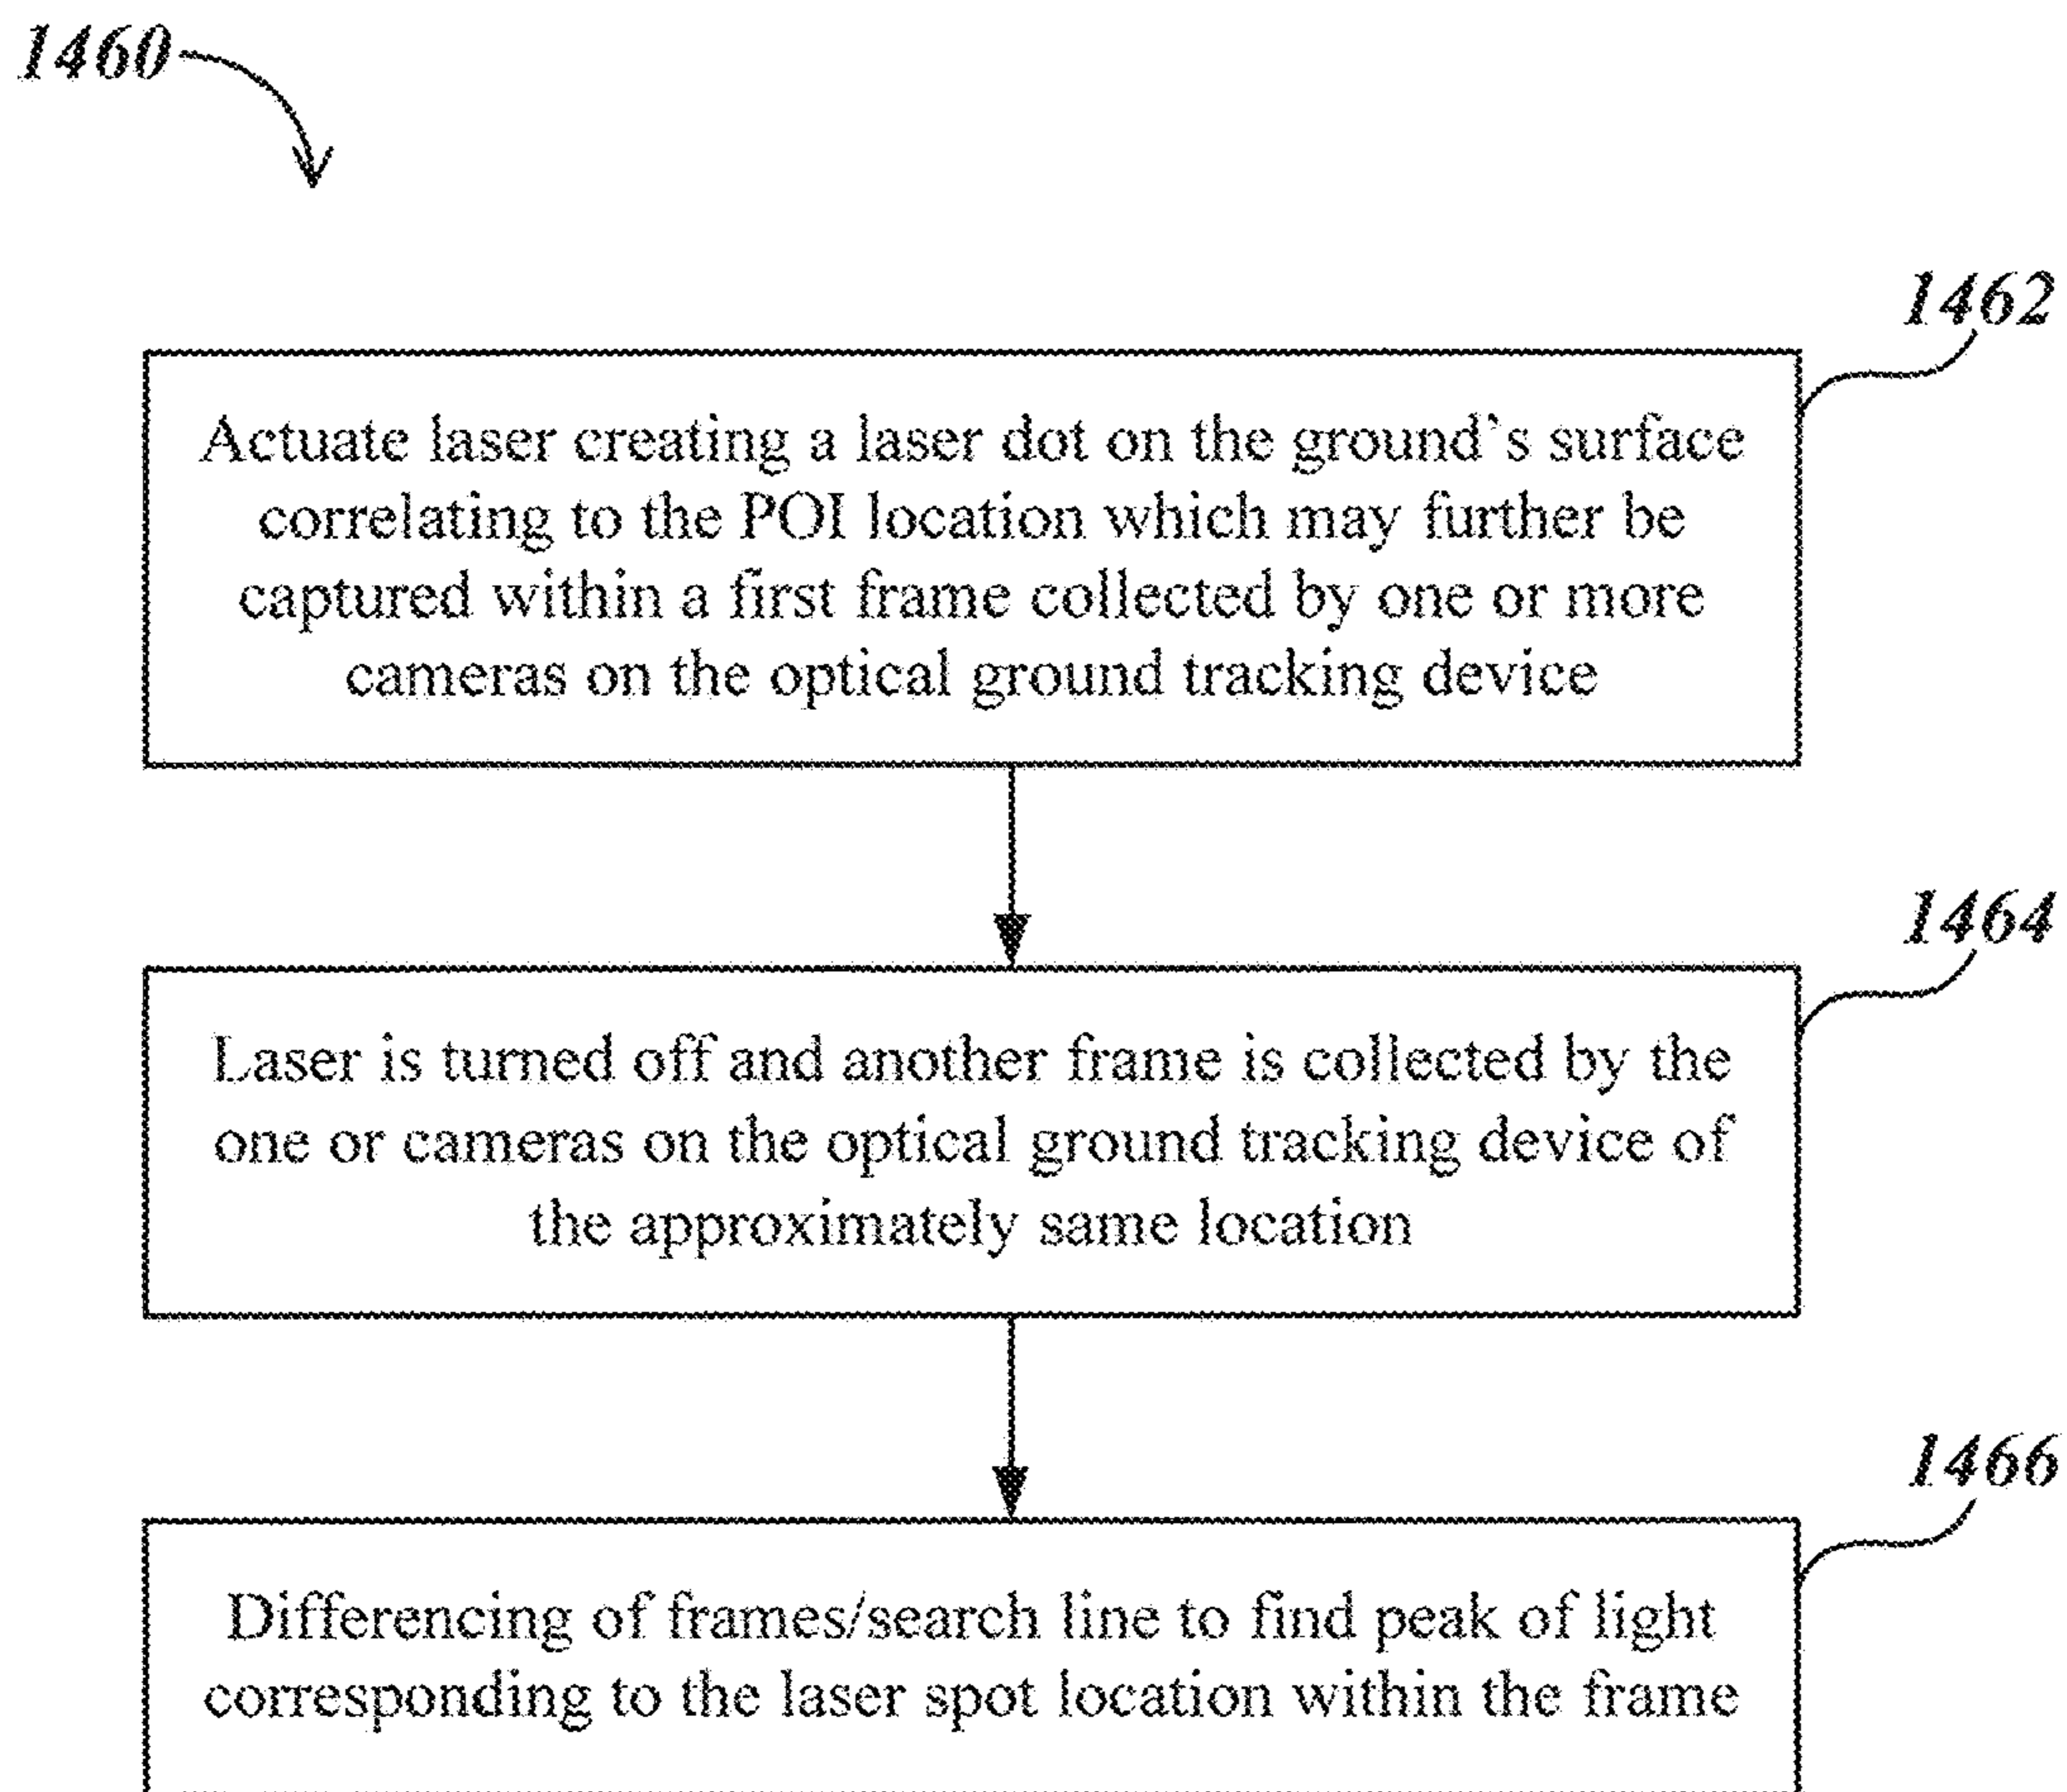 1460
1462
Actuate laser creating a laser dot on the ground's surface
correlating to the POI location which may further be
captured within a first frame collected by one or more
cameras on the optical ground tracking device
1464
Laser is turned off and another frame is collected by the
one or cameras on the optical ground tracking device of
the approximately same location
1466
Differencing of frames/search line to find peak of light
corresponding to the laser spot location within the frame